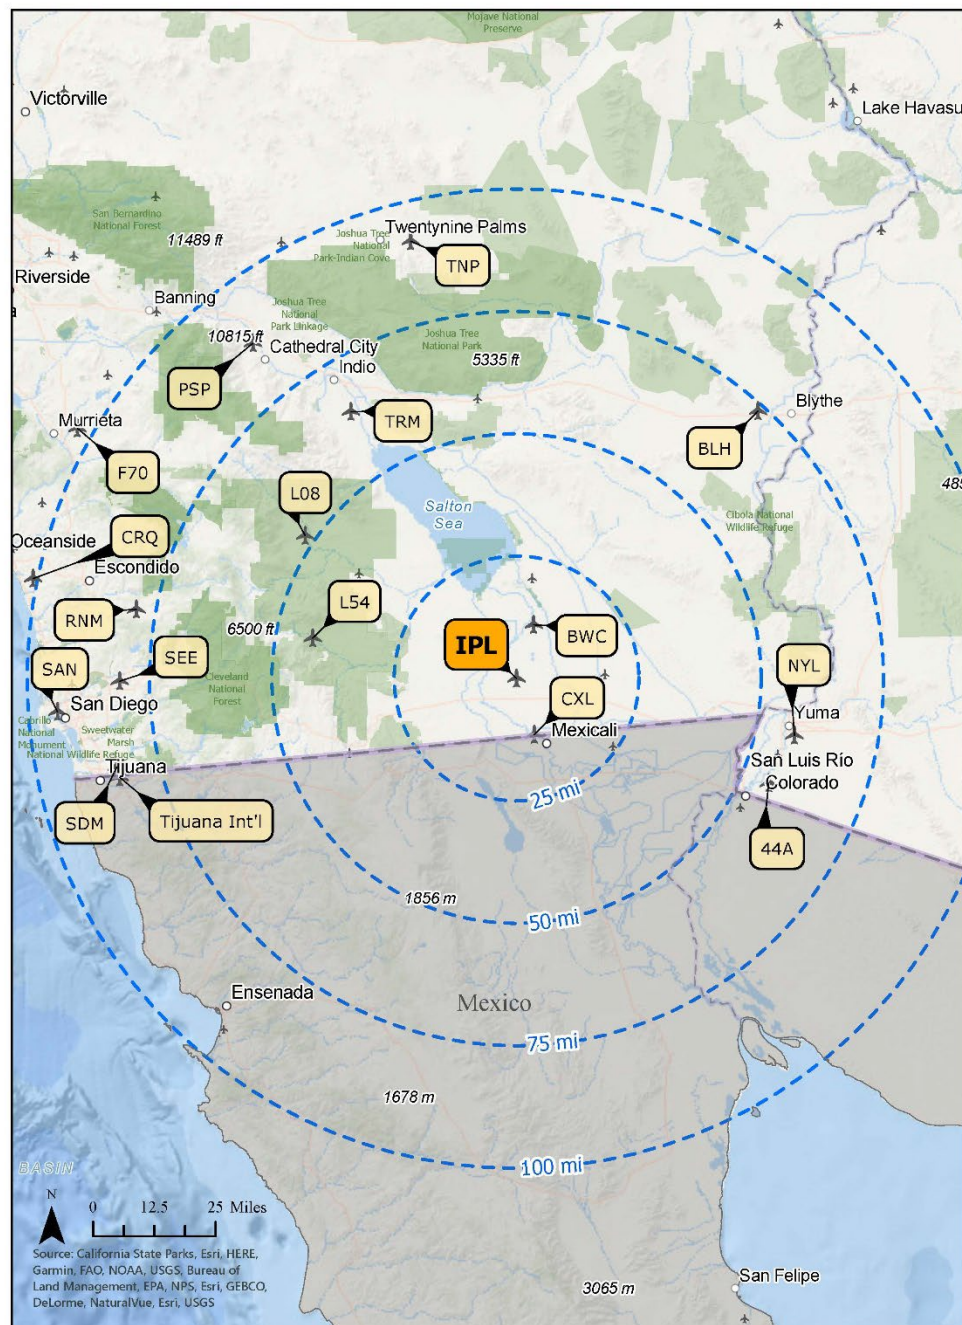 Mojave National
Preserve
Victorville
Lake Havasu
San Bernardino
National Forest
11489 ft
Joshua Tree
National
Park-Indian Cove
Twentynine Palms
TNP
Riverside
Banning
Joshua Tree
National
Park Linkage
10815 ft
Cathedral City
Indio
Joshua Tree
National Park
5335 ft
PSP
TRM
Murrieta
Blythe
BLH
F70
L08
485
Salton
Sea
Cibola National
Wildlife Refuge
CRQ
Oceanside
Escondido
RNM
L54
6500 ft
IPL
BWC
SEE
SAN
Cleveland
National
Forest
NYL
CXL
San Diego
Cabrillo
National
Monument
Sweetwater
Marsh
National Wildlife Refuge
Yuma
Mexicali
San Luis Río
Colorado
Tijuana
SDM
Tijuana Int'l
25 mi
44A
1856 m
50 mi
Ensenada
Mexico
75 mi
1678 m
100 mi
BASIN
N
0 12.5 25 Miles
Source: California State Parks, Esri, HERE,
Garmin, FAO, NOAA, USGS, Bureau of
Land Management, EPA, NPS, Esri, GEBCO,
DeLorme, NaturalVue, Esri, USGS
San Felipe
3065 m